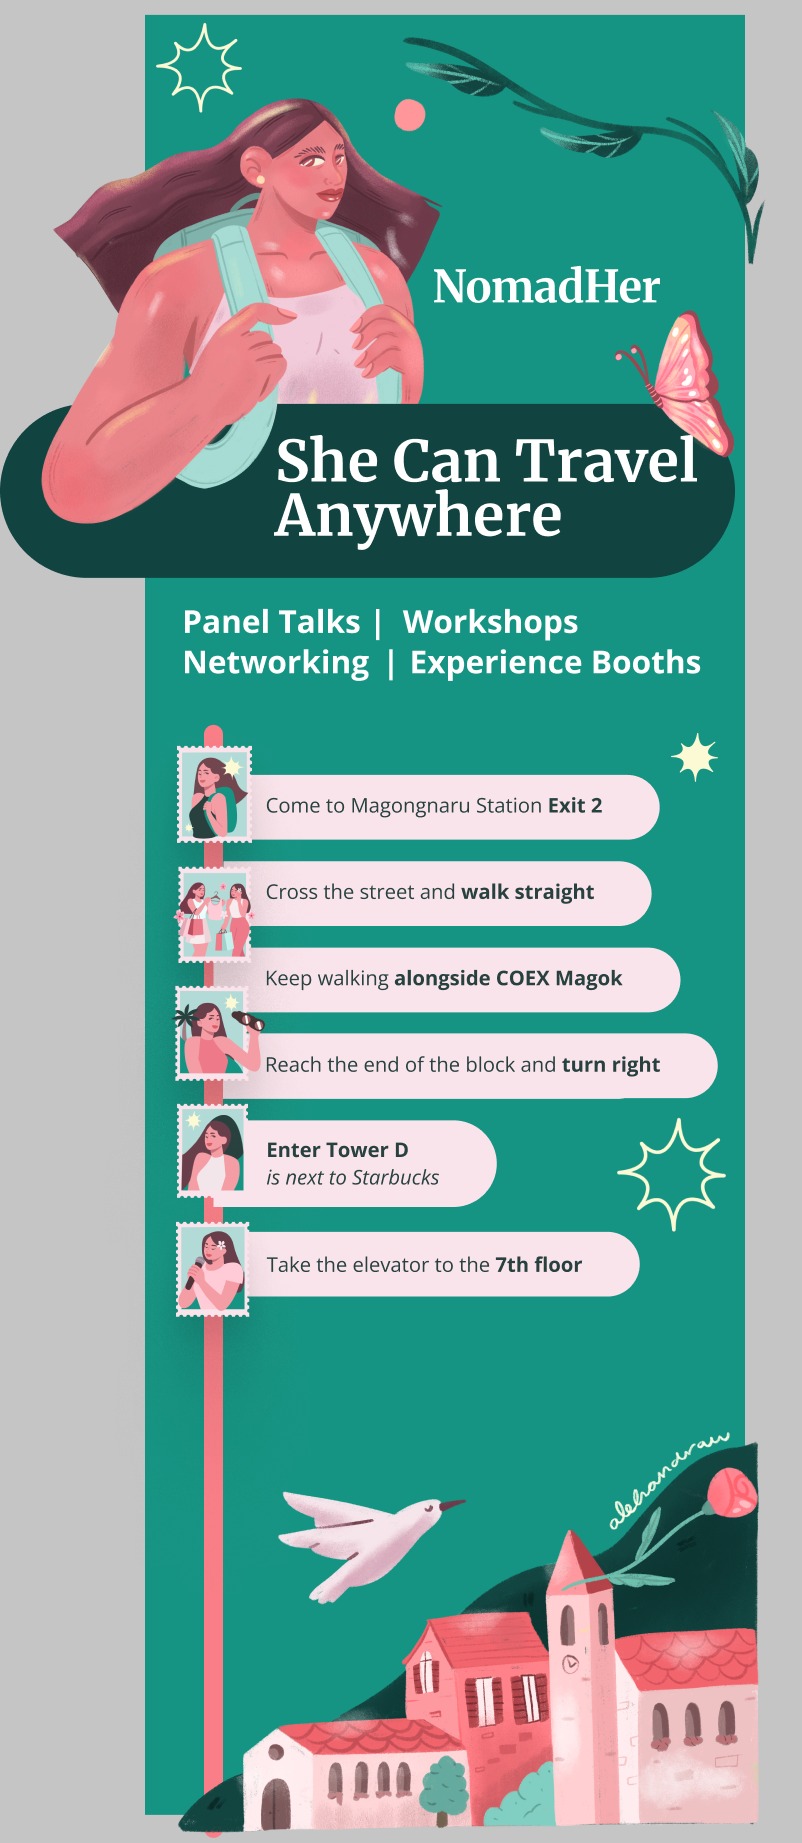 NomadHer
She Can Travel
Anywhere
Panel Talks | Workshops
Networking | Experience Booths
Come to Magongnaru Station Exit 2
Cross the street and walk straight
Keep walking alongside COEX Magok
Reach the end of the block and turn right
Enter Tower D
is next to Starbucks
Take the elevator to the 7th floor
alehandraw